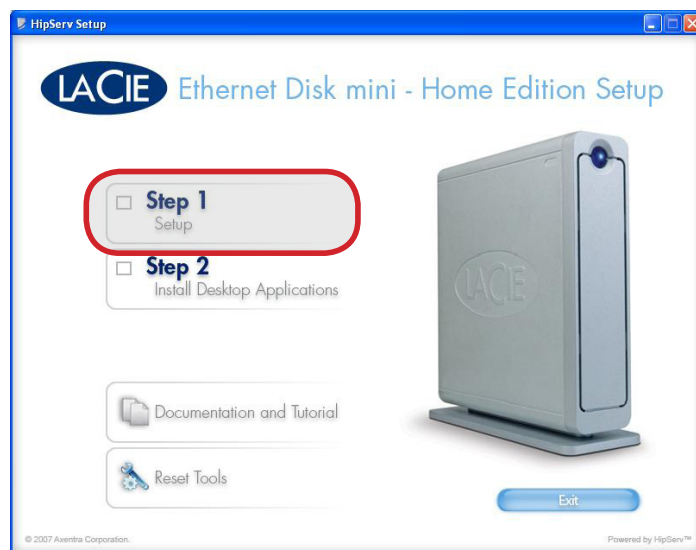 HipServ Setup
LACIE Ethernet Disk mini - Home Edition Setup
Step 1
Setup
Step 2
Install Desktop Applications
LACIE
Documentation and Tutorial
Reset Tools
Exit
© 2007 Axentra Corporation.
Powered by HipServ™